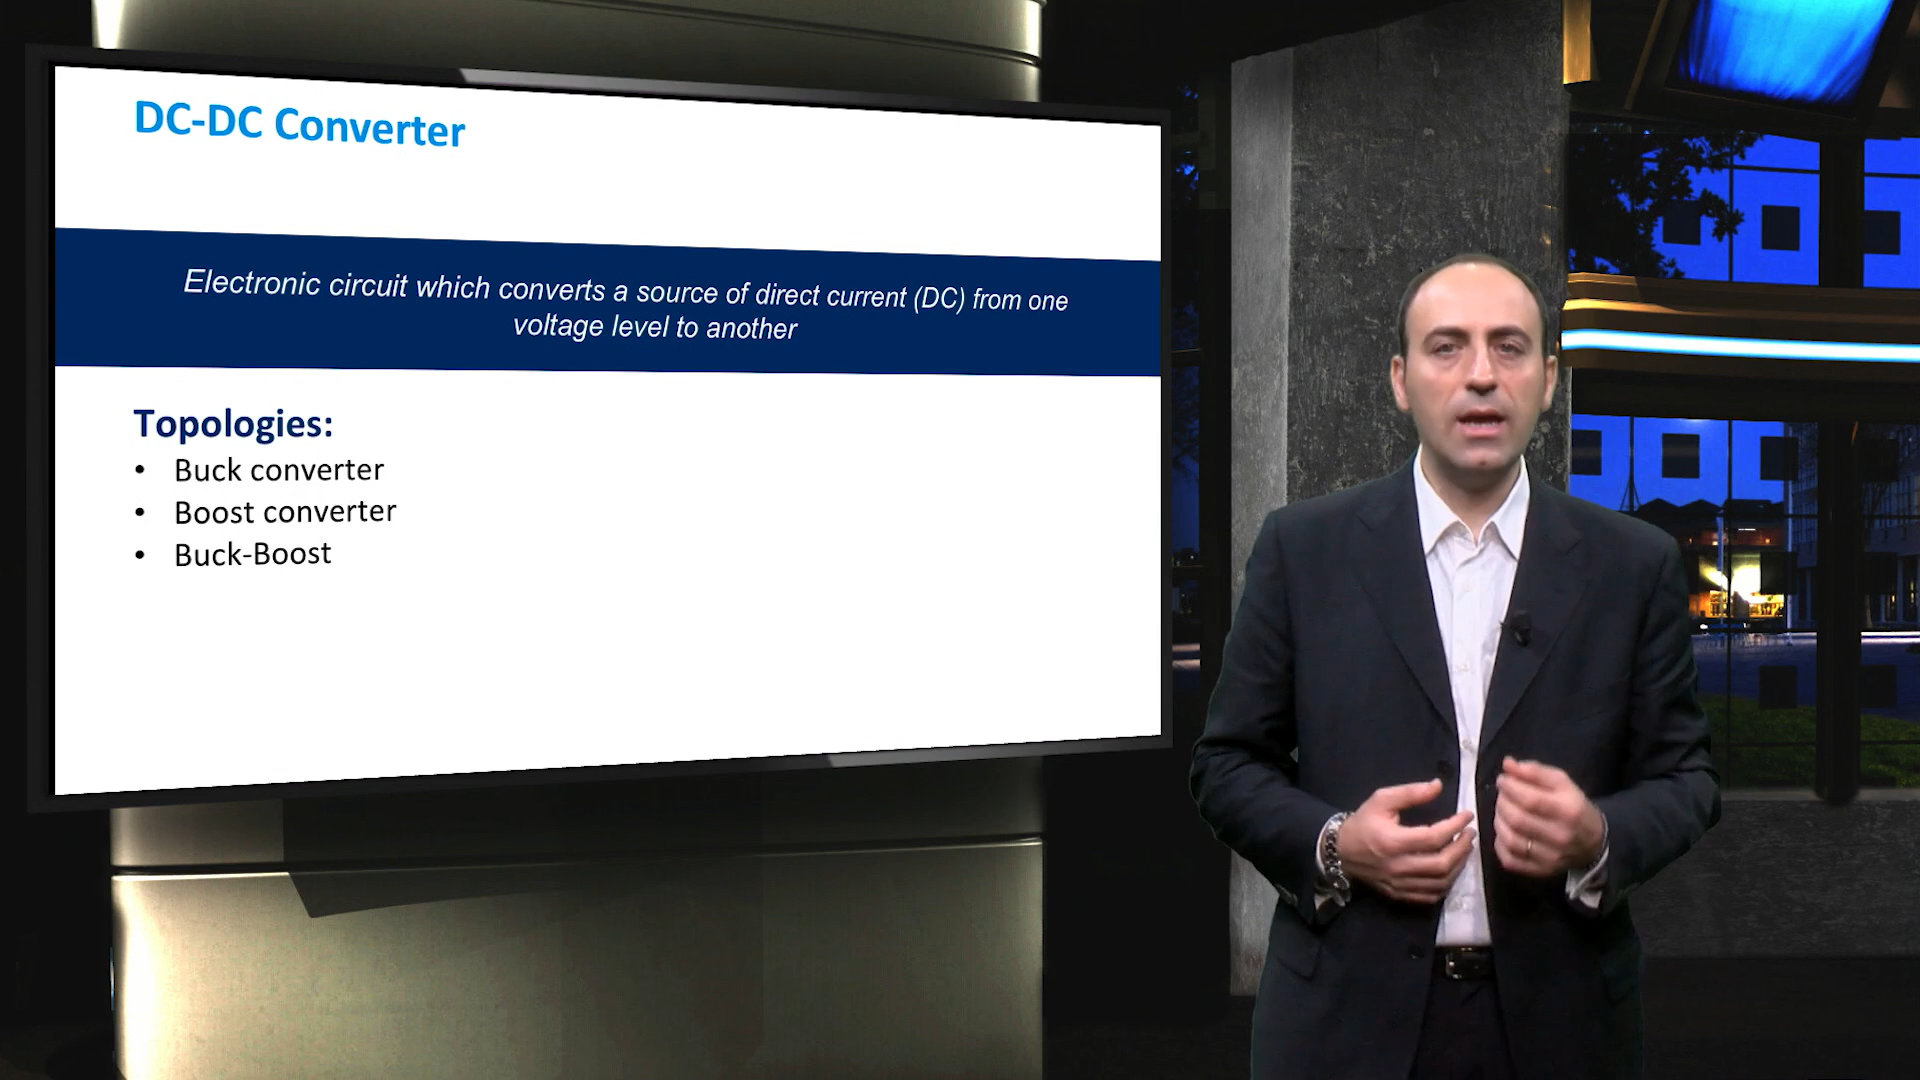 DC-DC Converter
Electronic circuit which converts a source of direct current (DC) from one
voltage level to another
Topologies:
• Buck converter
• Boost converter
• Buck-Boost